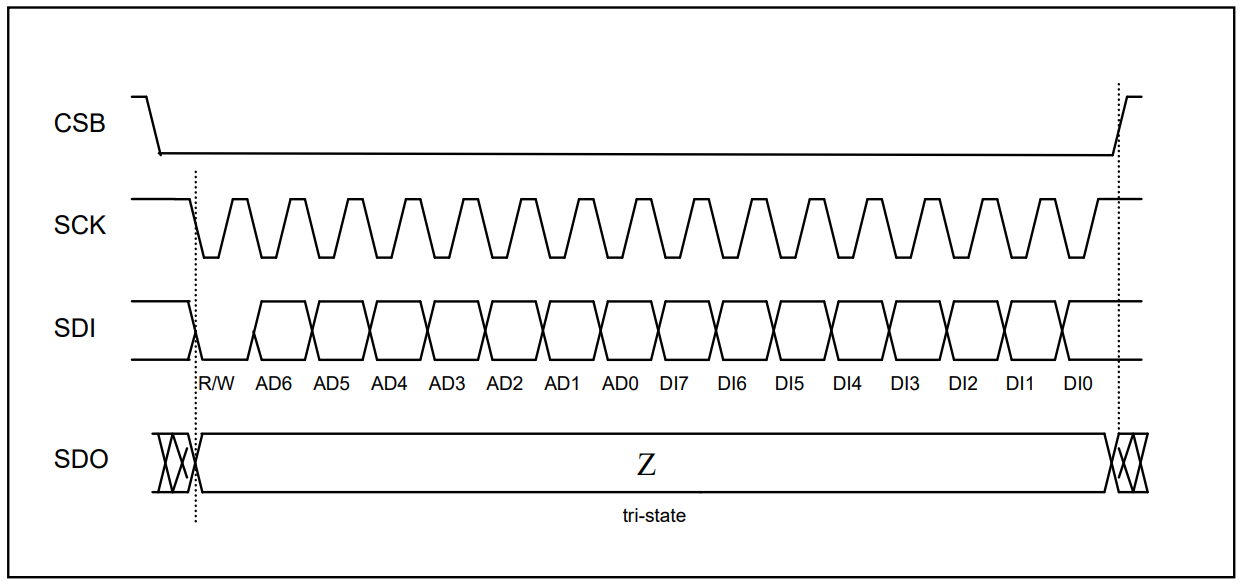 CSB
SCK
SDI
R/W AD6 AD5 AD4 AD3 AD2 AD1 AD0 DI7 DI6 DI5 DI4 DI3 DI2 DI1 DI0
SDO
Z
tri-state